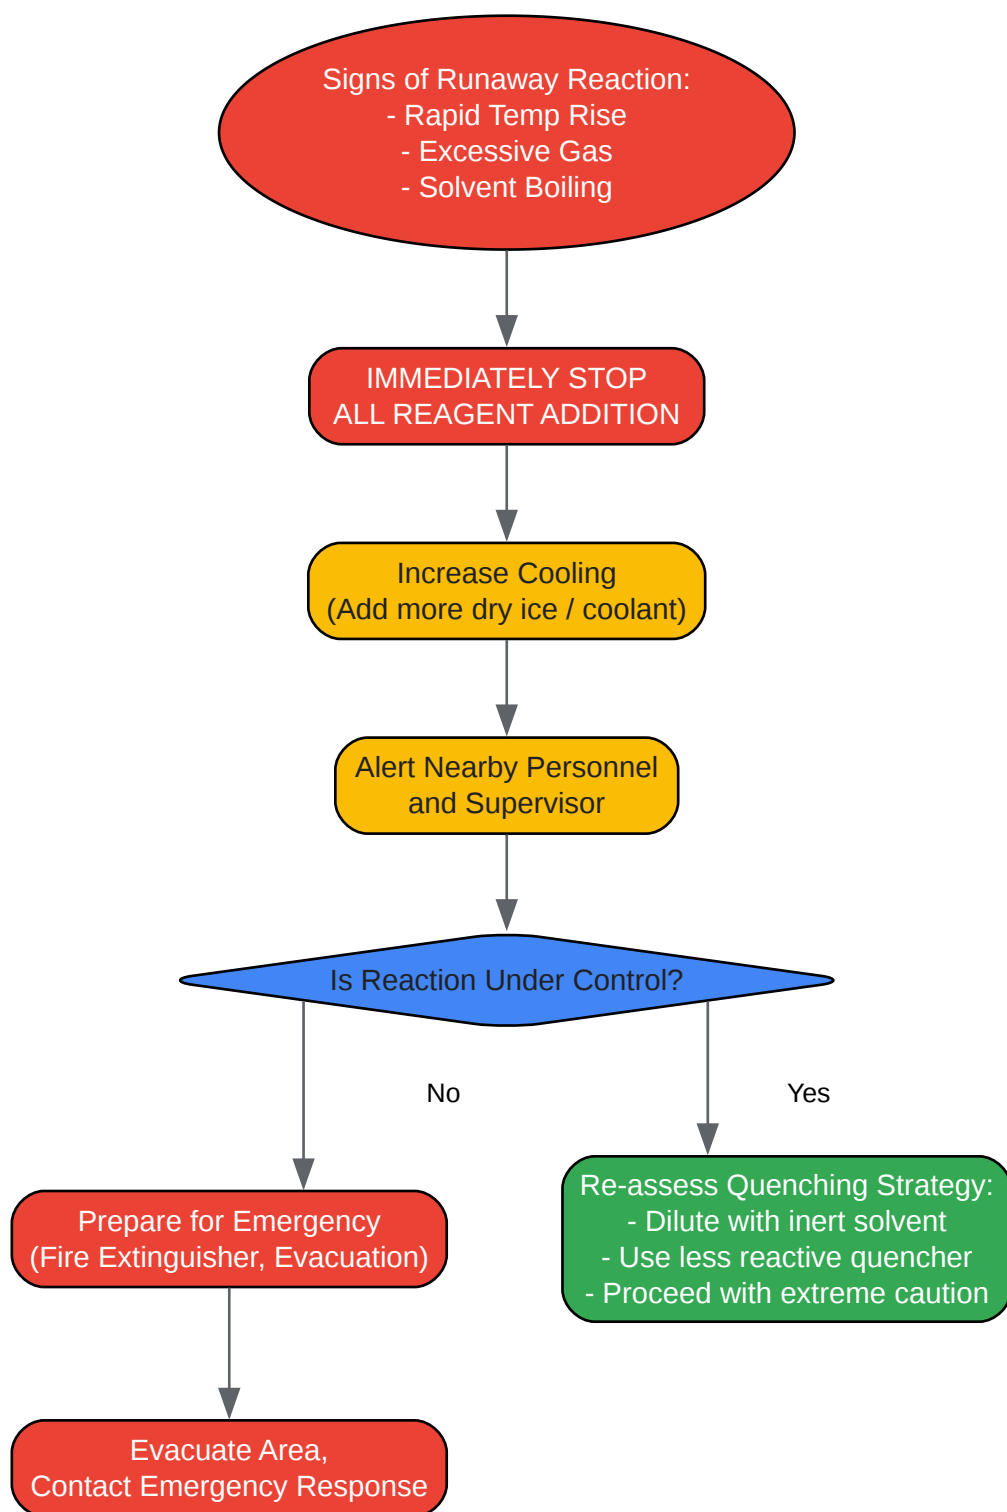 Signs of Runaway Reaction:
- Rapid Temp Rise
- Excessive Gas
- Solvent Boiling
IMMEDIATELY STOP
ALL REAGENT ADDITION
Increase Cooling
(Add more dry ice / coolant)
Alert Nearby Personnel
and Supervisor
Is Reaction Under Control?
No
Yes
Prepare for Emergency
(Fire Extinguisher, Evacuation)
Re-assess Quenching Strategy:
- Dilute with inert solvent
- Use less reactive quencher
- Proceed with extreme caution
Evacuate Area,
Contact Emergency Response